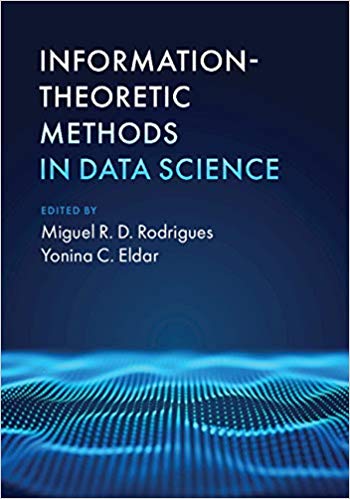 INFORMATION-
THEORETIC
METHODS
IN DATA SCIENCE
EDITED BY
Miguel R. D. Rodrigues
Yonina C. Eldar